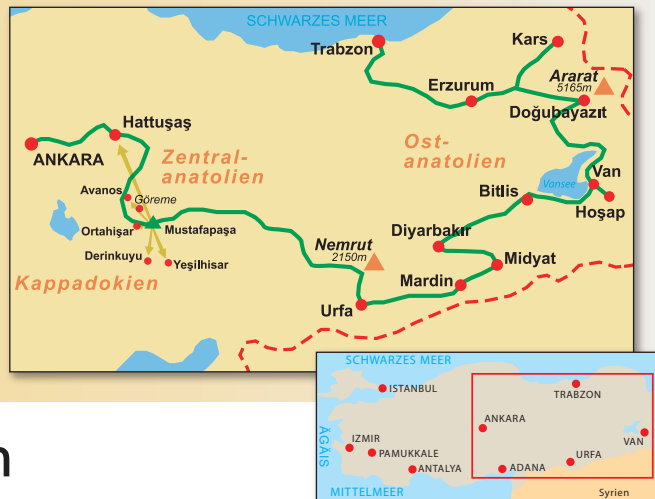 SCHWARZES MEER
Trabzon
Kars
Ararat
5165m
Erzurum
Doğubayazıt
Hattuşaş
ANKARA
Zentral-
anatolien
Ost-
anatolien
Avanos
Göreme
Ortahişar
Mustafapaşa
Derinkuyu
Yeşilhisar
Kappadokien
Vansee
Van
Bitlis
Hoşap
Diyarbakır
Nemrut
2150m
Midyat
Mardin
Urfa
SCHWARZES MEER
ISTANBUL
TRABZON
ANKARA
ÄGÄIS
IZMIR
PAMUKKALE
ANTALYA
ADANA
URFA
VAN
MITTELMEER
Syrien
n